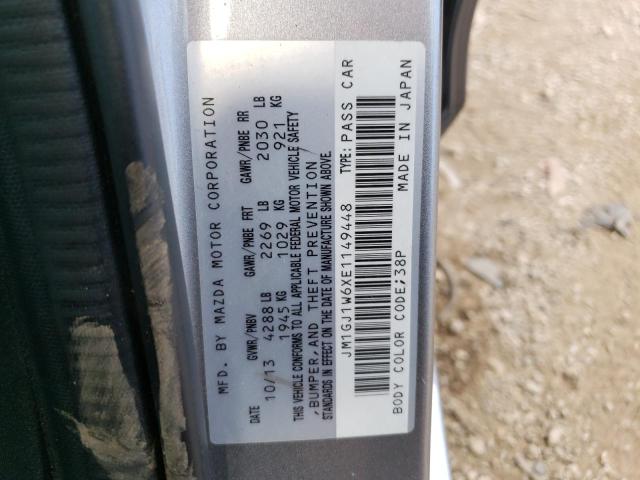 MFD. BY MAZDA MOTOR CORPORATION
DATE GVWR/PNBV GAWR/PNBE FRT GAWR/PNBE RR
10/13 4288 LB 2269 LB 2030 LB
1945 KG 1029 KG 921 KG
THIS VEHICLE CONFORMS TO ALL APPLICABLE FEDERAL MOTOR VEHICLE SAFETY
,BUMPER,AND THEFT PREVENTION
STANDARDS IN EFFECT ON THE DATE OF MANUFACTURE SHOWN ABOVE.
JM1GJ1W6XE1149448 TYPE: PASS CAR
BODY COLOR CODE;38P MADE IN JAPAN